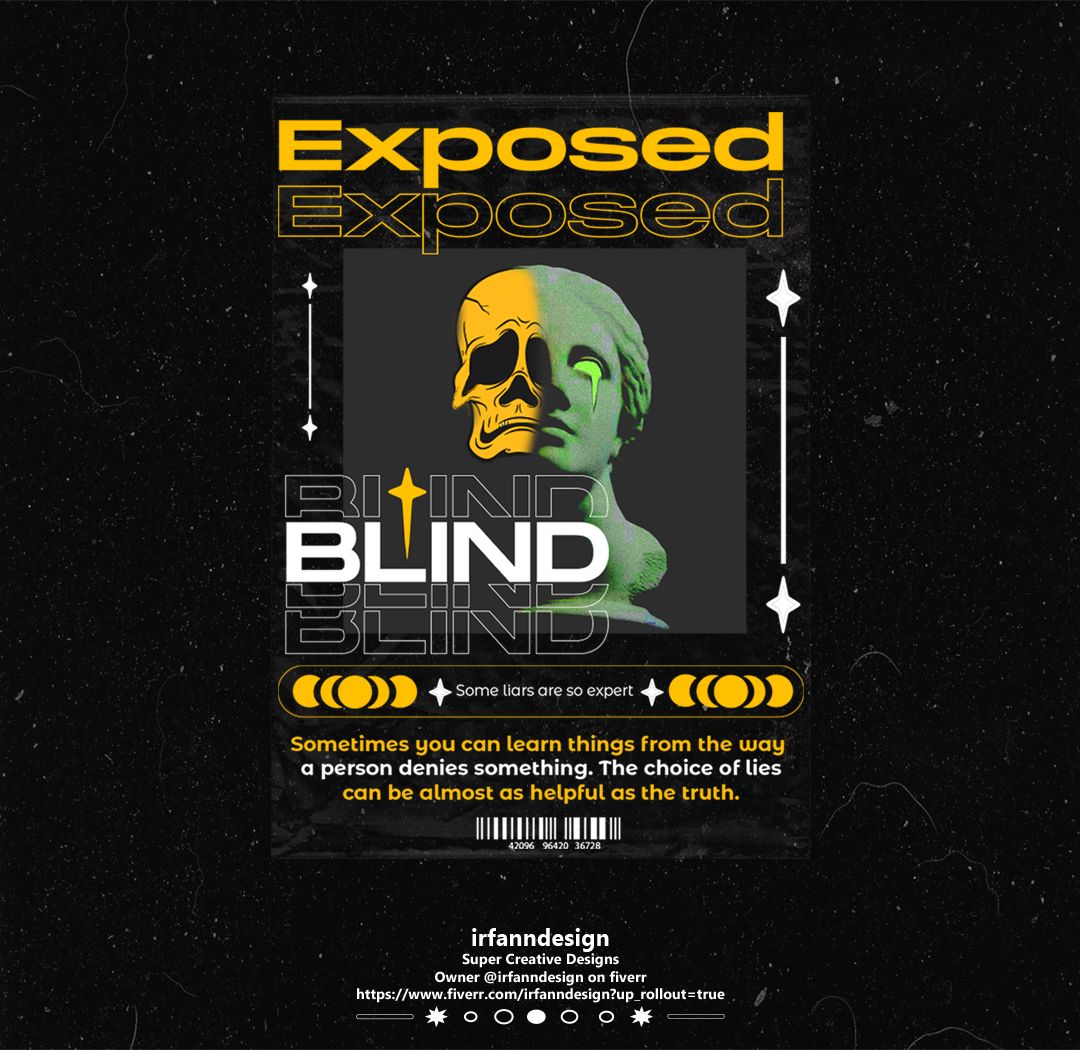 Exposed
Exposed
BLIND
BLIND
BLIND
BLIND
Some liars are so expert
Sometimes you can learn things from the way
a person denies something. The choice of lies
can be almost as helpful as the truth.
42096 96420 36728
irfanndesign
Super Creative Designs
Owner @irfanndesign on fiverr
https://www.fiverr.com/irfanndesign?up_rollout=true